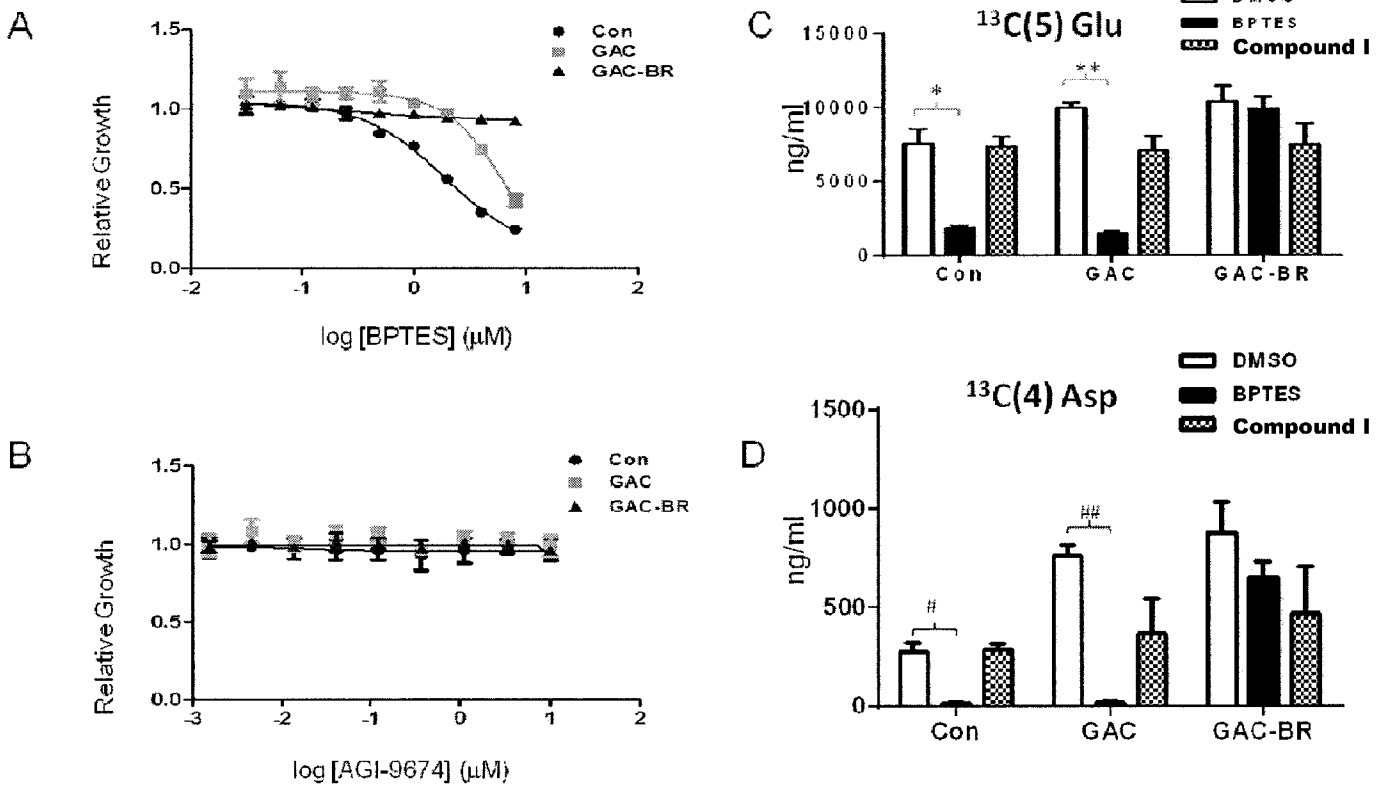 A
1.5
1.0
0.5
0.0
Relative Growth
-2
-1
0
1
2
log [BPTES] (μM)
Con
GAC
GAC-BR
B
1.5
1.0
0.5
0.0
Relative Growth
-3
-2
-1
0
1
2
log [AGI-9674] (μM)
Con
GAC
GAC-BR
C
¹³C(5) Glu
BPTES
Compound I
15000
10000
5000
0
ng/ml
*
**
Con
GAC
GAC-BR
D
¹³C(4) Asp
DMSO
BPTES
Compound I
1500
1000
500
0
ng/ml
#
##
Con
GAC
GAC-BR